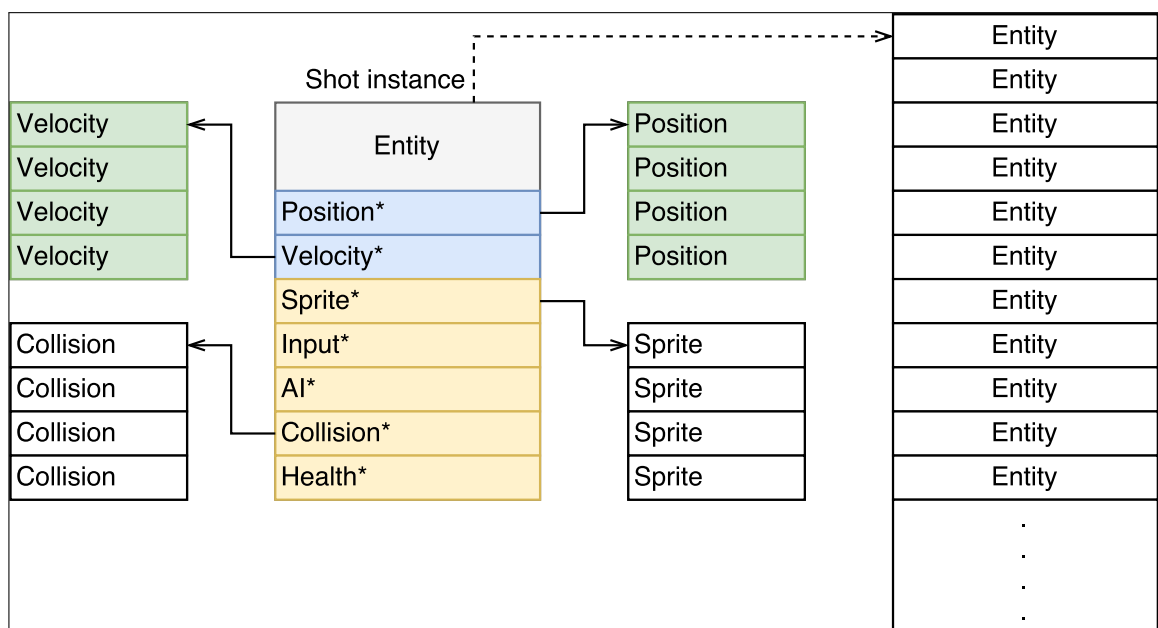 Shot instance
Velocity
Velocity
Velocity
Velocity
Collision
Collision
Collision
Collision
Entity
Position*
Velocity*
Sprite*
Input*
AI*
Collision*
Health*
Position
Position
Position
Position
Sprite
Sprite
Sprite
Sprite
Entity
Entity
Entity
Entity
Entity
Entity
Entity
Entity
Entity
Entity
Entity
.
.
.
.